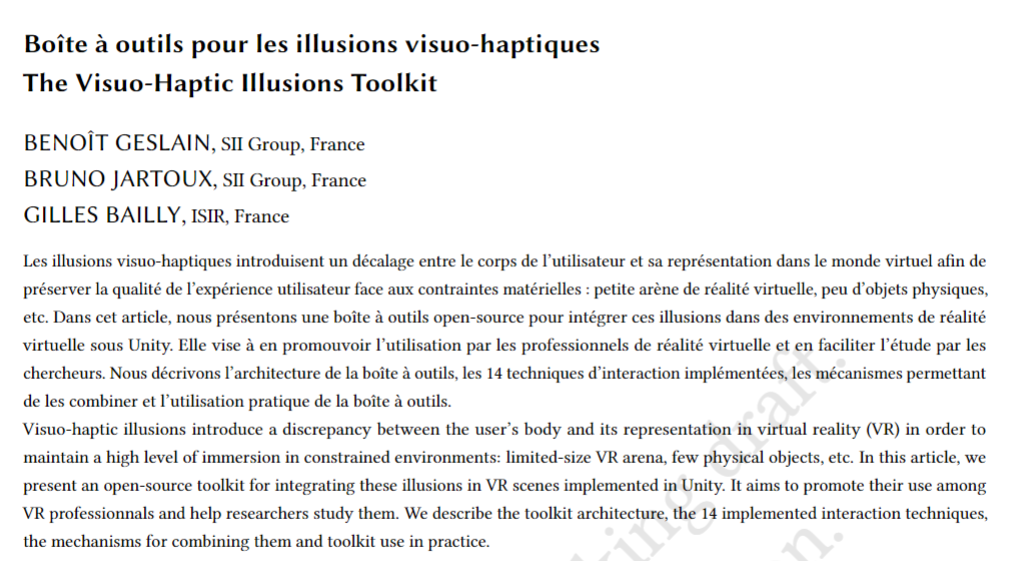 Boîte à outils pour les illusions visuo-haptiques
The Visuo-Haptic Illusions Toolkit
BENOÎT GESLAIN, SII Group, France
BRUNO JARTOUX, SII Group, France
GILLES BAILLY, ISIR, France
Les illusions visuo-haptiques introduisent un décalage entre le corps de l'utilisateur et sa représentation dans le monde virtuel afin de
préserver la qualité de l'expérience utilisateur face aux contraintes matérielles : petite arène de réalité virtuelle, peu d'objets physiques,
etc. Dans cet article, nous présentons une boîte à outils open-source pour intégrer ces illusions dans des environnements de réalité
virtuelle sous Unity. Elle vise à en promouvoir l'utilisation par les professionnels de réalité virtuelle et en faciliter l'étude par les
chercheurs. Nous décrivons l'architecture de la boîte à outils, les 14 techniques d'interaction implémentées, les mécanismes permettant
de les combiner et l'utilisation pratique de la boîte à outils.
Visuo-haptic illusions introduce a discrepancy between the user's body and its representation in virtual reality (VR) in order to
maintain a high level of immersion in constrained environments: limited-size VR arena, few physical objects, etc. In this article, we
present an open-source toolkit for integrating these illusions in VR scenes implemented in Unity. It aims to promote their use among
VR professionnals and help researchers study them. We describe the toolkit architecture, the 14 implemented interaction techniques,
the mechanisms for combining them and toolkit use in practice.
king draft.
n.